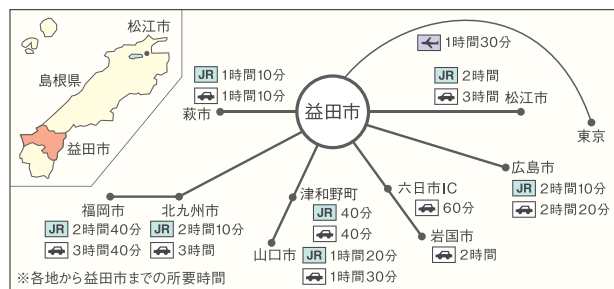 松江市
島根県
益田市
益田市
1時間30分
東京
JR 1時間10分
1時間10分
萩市
JR 2時間
3時間
松江市
広島市
JR 2時間10分
2時間20分
六日市IC
60分
岩国市
2時間
津和野町
JR 40分
40分
山口市
JR 1時間20分
1時間30分
北九州市
JR 2時間10分
3時間
福岡市
JR 2時間40分
3時間40分
※各地から益田市までの所要時間